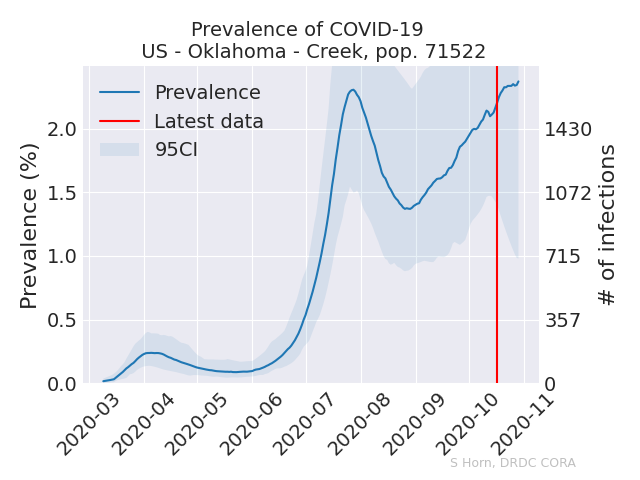 Prevalence of COVID-19
US - Oklahoma - Creek, pop. 71522
Prevalence
Latest data
95CI
Prevalence (%)
2.0
1.5
1.0
0.5
0.0
1430
1072
715
357
0
# of infections
2020-03
2020-04
2020-05
2020-06
2020-07
2020-08
2020-09
2020-10
2020-11
S Horn, DRDC CORA